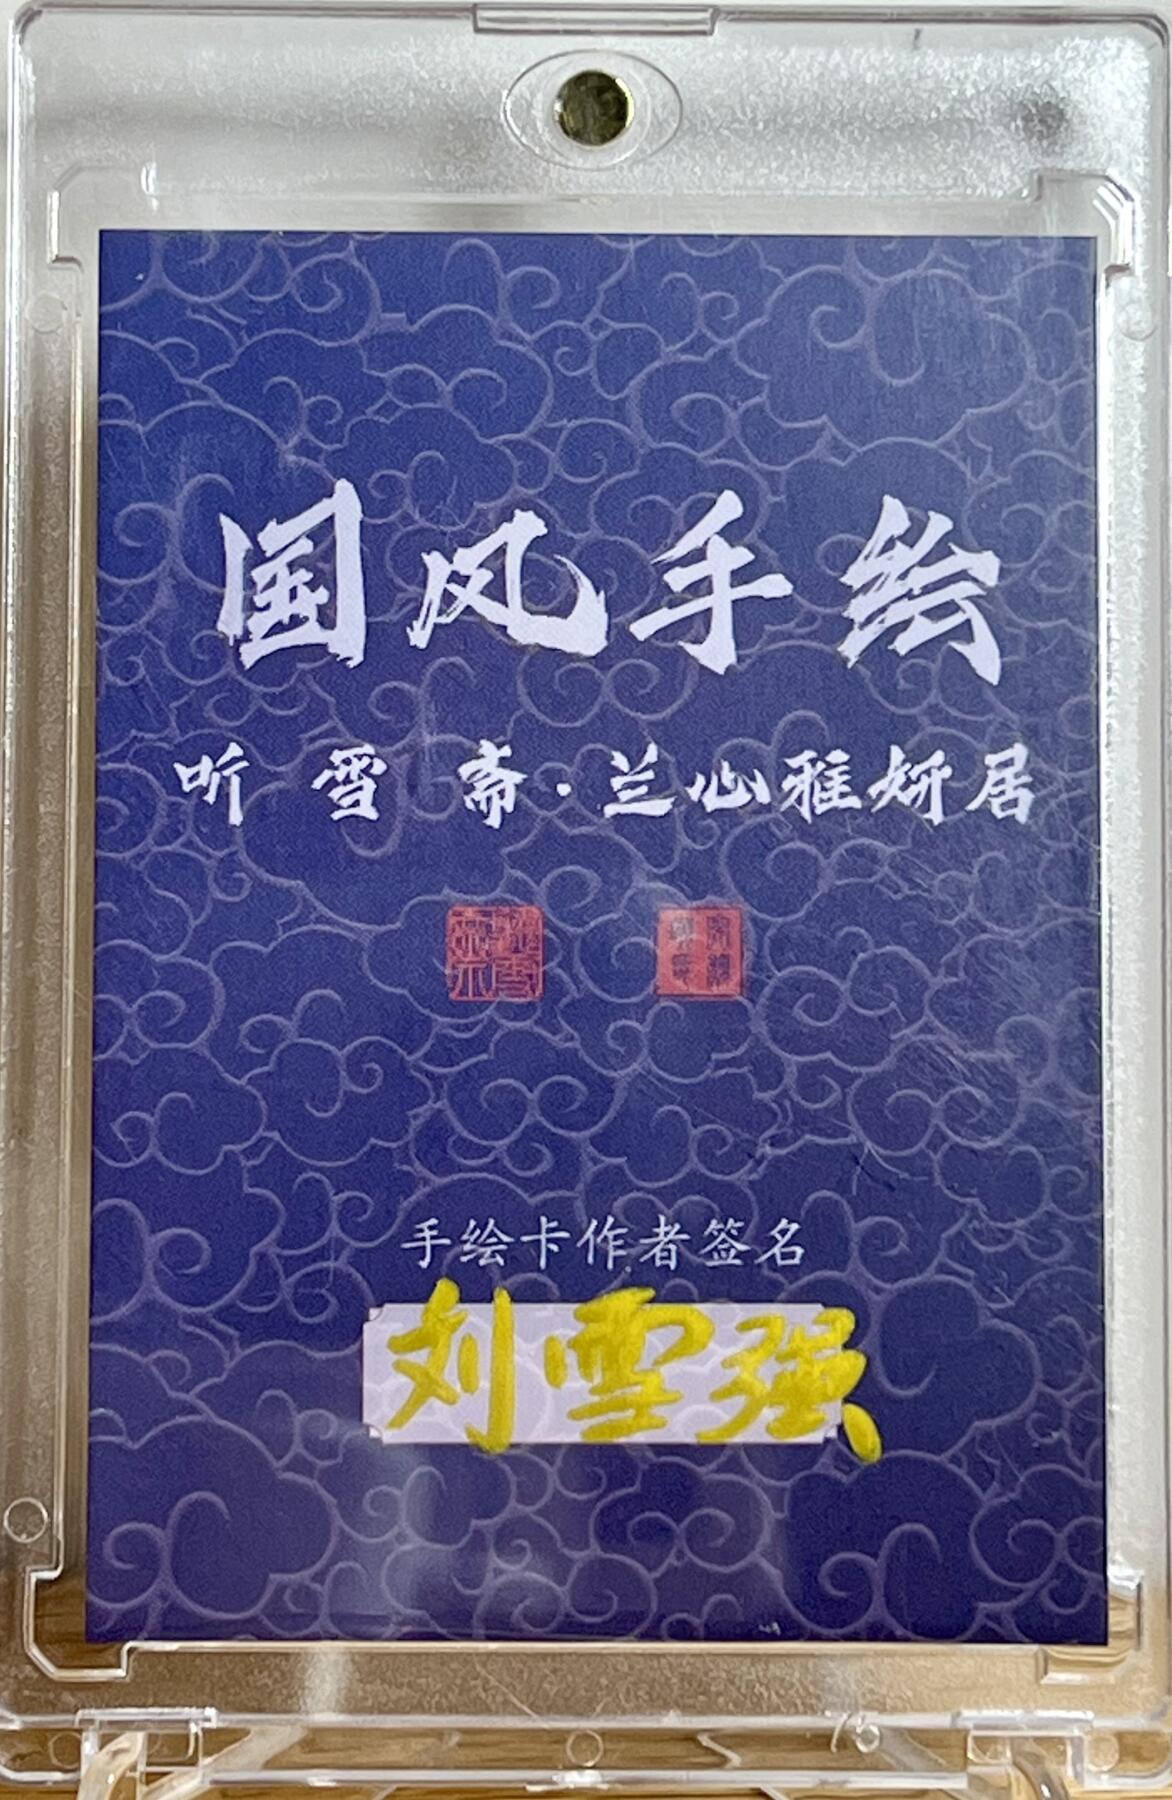 国风手绘
听雪斋·兰心雅妍居
手绘卡作者签名
刘雪强